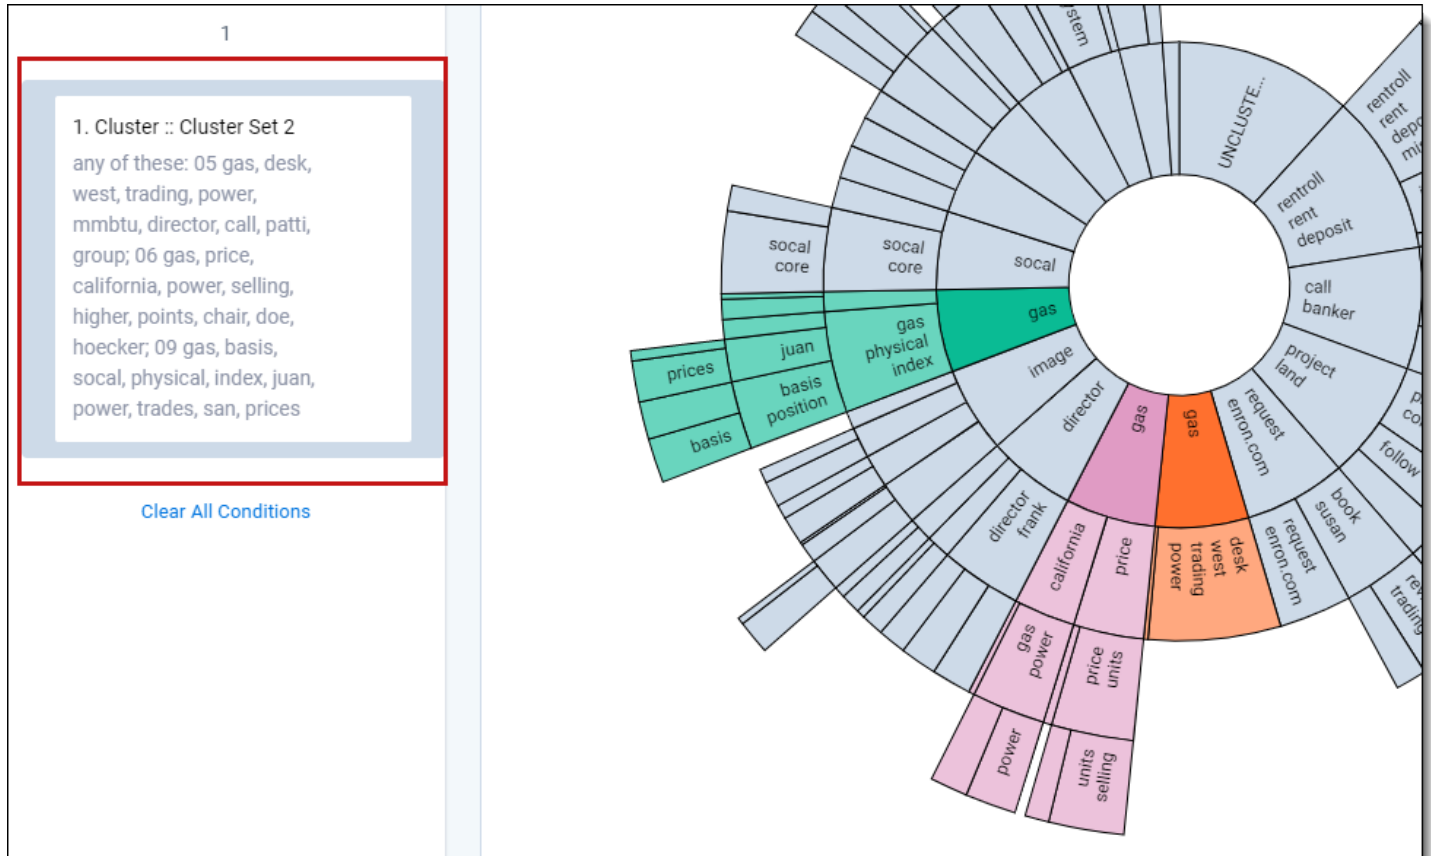 1
1. Cluster :: Cluster Set 2
any of these: 05 gas, desk,
west, trading, power,
mmbtu, director, call, patti,
group; 06 gas, price,
california, power, selling,
higher, points, chair, doe,
hoecker; 09 gas, basis,
socal, physical, index, juan,
power, trades, san, prices
Clear All Conditions
UNCLUSTE...
rentroll
rent
rentroll
rent
deposit
call
banker
project
land
follow
request
enron.com
book
susan
request
enron.com
trading
gas
desk
west
trading
power
gas
price
california
price
units
gas
power
units
selling
power
director
director
frank
image
gas
gas
physical
index
juan
basis
position
prices
basis
socal
socal
core
socal
core